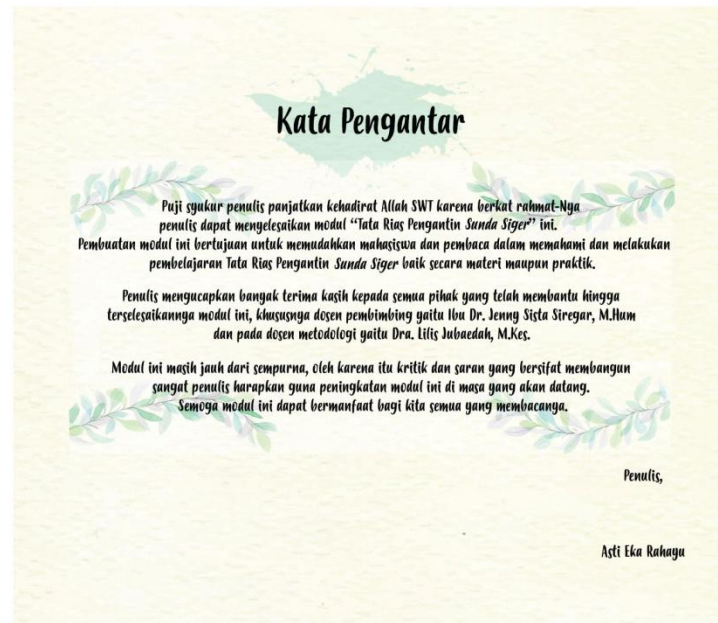 Kata Pengantar
Puji syukur penulis panjatkan kehadirat Allah SWT karena berkat rahmat-Nya
penulis dapat mengelesaikan modul “Tata Rias Pengantin Sunda Siger” ini.
Pembuatan modul ini bertujuan untuk memudahkan mahasiswa dan pembaca dalam memahami dan melakukan
pembelajaran Tata Rias Pengantin Sunda Siger baik secara materi maupun praktik.
Penulis mengucapkan banyak terima kasih kepada semua pihak yang telah membantu hingga
terselesaikannya modul ini, khususnya dosen pembimbing yaitu Ibu Dr. Jenny Sista Siregar, M.Hum
dan pada dosen metodologi yaitu Dra. Lilis Jubaedah, M.Kes.
Modul ini masih jauh dari sempurna, oleh karena itu kritik dan saran yang bersifat membangun
sangat penulis harapkan guna peningkatan modul ini di masa yang akan datang.
Semoga modul ini dapat bermanfaat bagi kita semua yang membacanya.
Penulis,
Asti Eka Rahayu